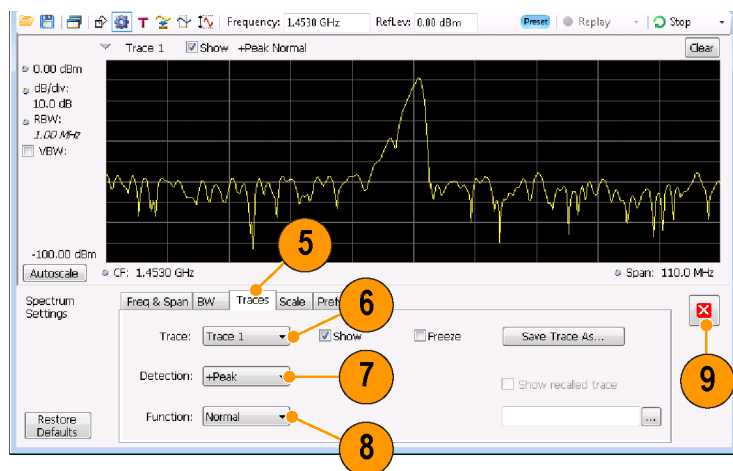 T Frequency: 1.4530 GHz RefLev: 0.00 dBm Preset Replay Stop
Trace 1 Show +Peak Normal Clear
0.00 dBm
dB/div:
10.0 dB
RBW:
1.00 MHz
VBW:
-100.00 dBm
Autoscale CF: 1.4530 GHz Span: 110.0 MHz
5
Spectrum
Settings
Freq & Span BW Traces Scale
6
Trace: Trace 1 Show Freeze Save Trace As...
7
9
Detection: +Peak Show recalled trace
Function: Normal ...
8
Restore
Defaults